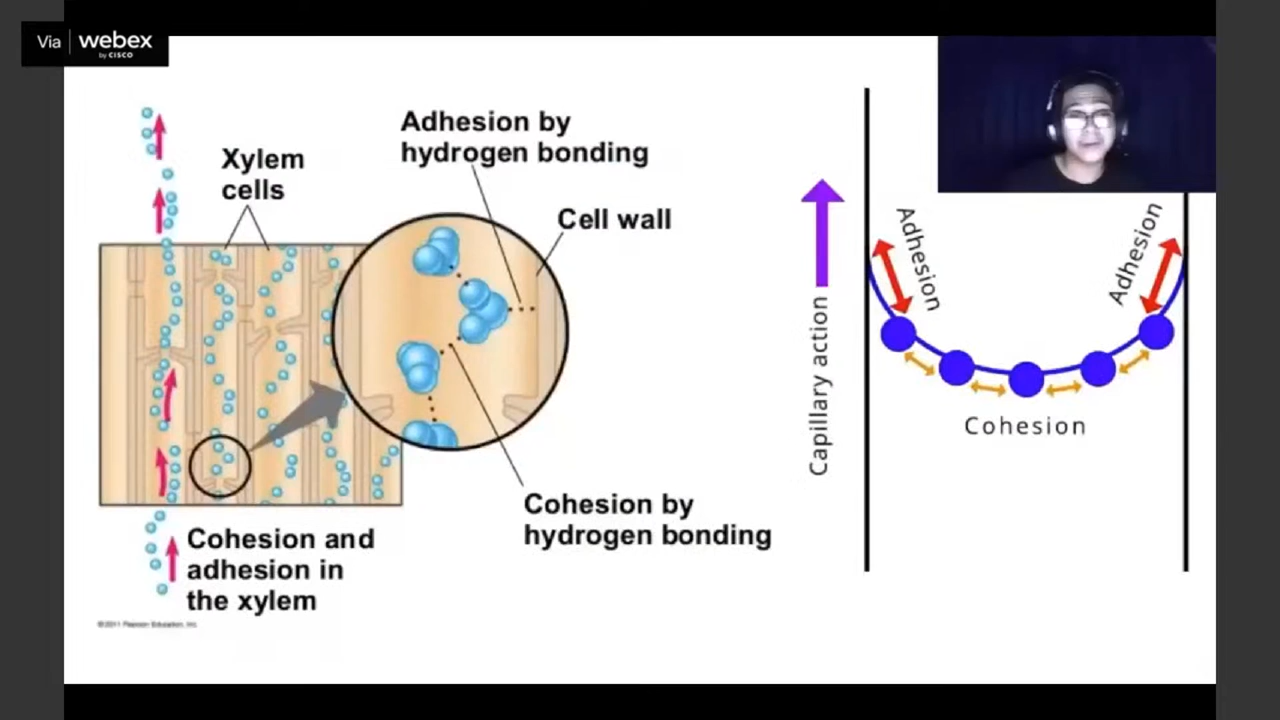 Via webex
by CISCO
Xylem
cells
Adhesion by
hydrogen bonding
Cell wall
Cohesion by
hydrogen bonding
Cohesion and
adhesion in
the xylem
©2011 Pearson Education, Inc.
Capillary action
Adhesion
Adhesion
Cohesion